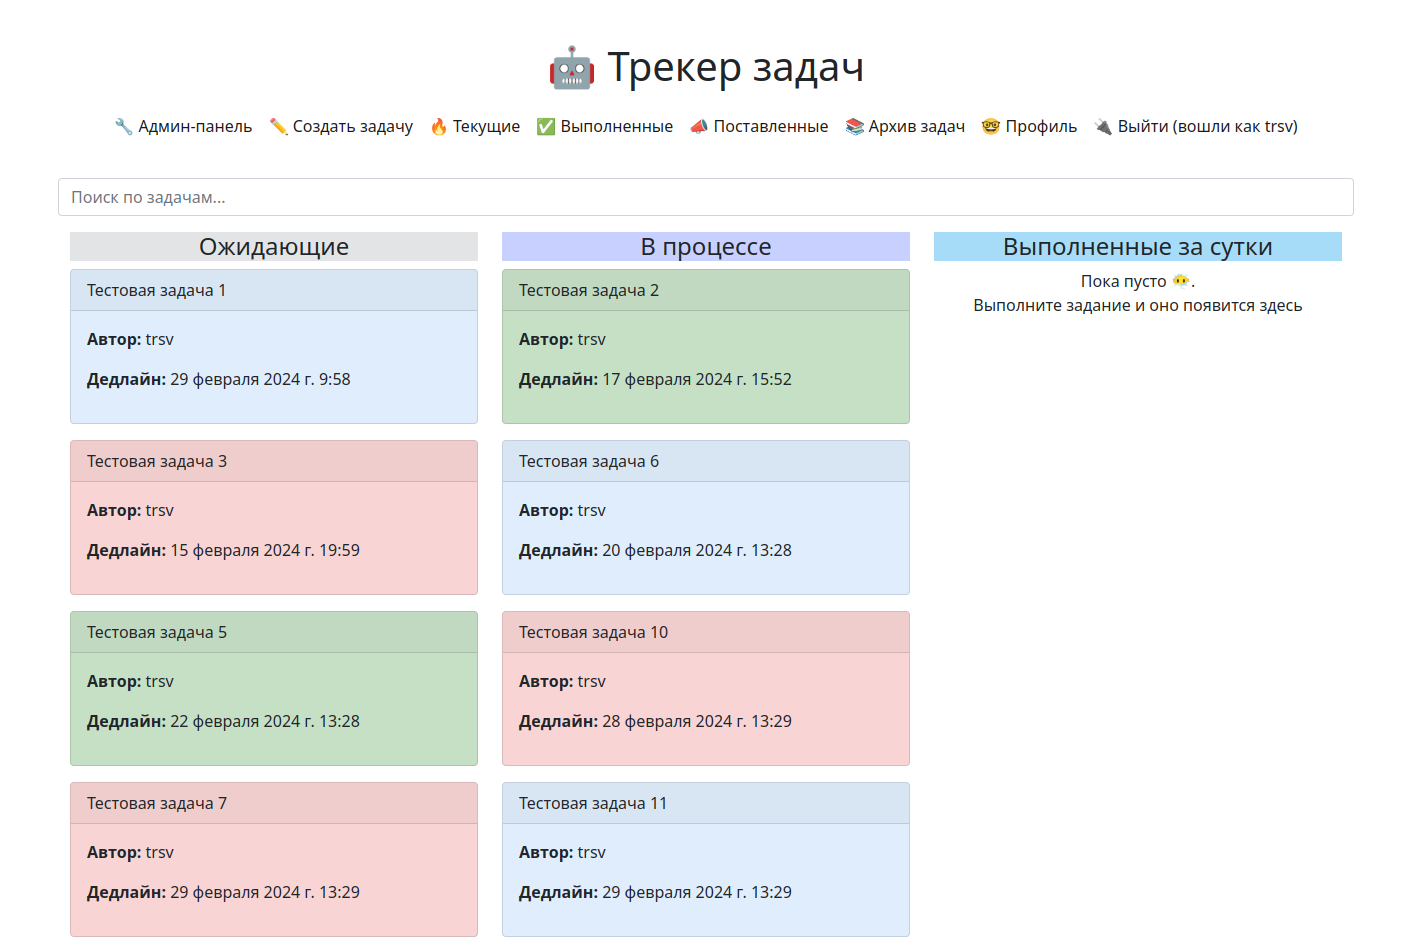 🤖 Трекер задач
🔧 Админ-панель ✏️ Создать задачу 🔥 Текущие ✅ Выполненные 📣 Поставленные 📚 Архив задач 🤓 Профиль 🔌 Выйти (вошли как trsv)
Поиск по задачам...
Ожидающие
Тестовая задача 1
Автор: trsv
Дедлайн: 29 февраля 2024 г. 9:58
Тестовая задача 3
Автор: trsv
Дедлайн: 15 февраля 2024 г. 19:59
Тестовая задача 5
Автор: trsv
Дедлайн: 22 февраля 2024 г. 13:28
Тестовая задача 7
Автор: trsv
Дедлайн: 29 февраля 2024 г. 13:29
В процессе
Тестовая задача 2
Автор: trsv
Дедлайн: 17 февраля 2024 г. 15:52
Тестовая задача 6
Автор: trsv
Дедлайн: 20 февраля 2024 г. 13:28
Тестовая задача 10
Автор: trsv
Дедлайн: 28 февраля 2024 г. 13:29
Тестовая задача 11
Автор: trsv
Дедлайн: 29 февраля 2024 г. 13:29
Выполненные за сутки
Пока пусто 😶‍🌫️.
Выполните задание и оно появится здесь